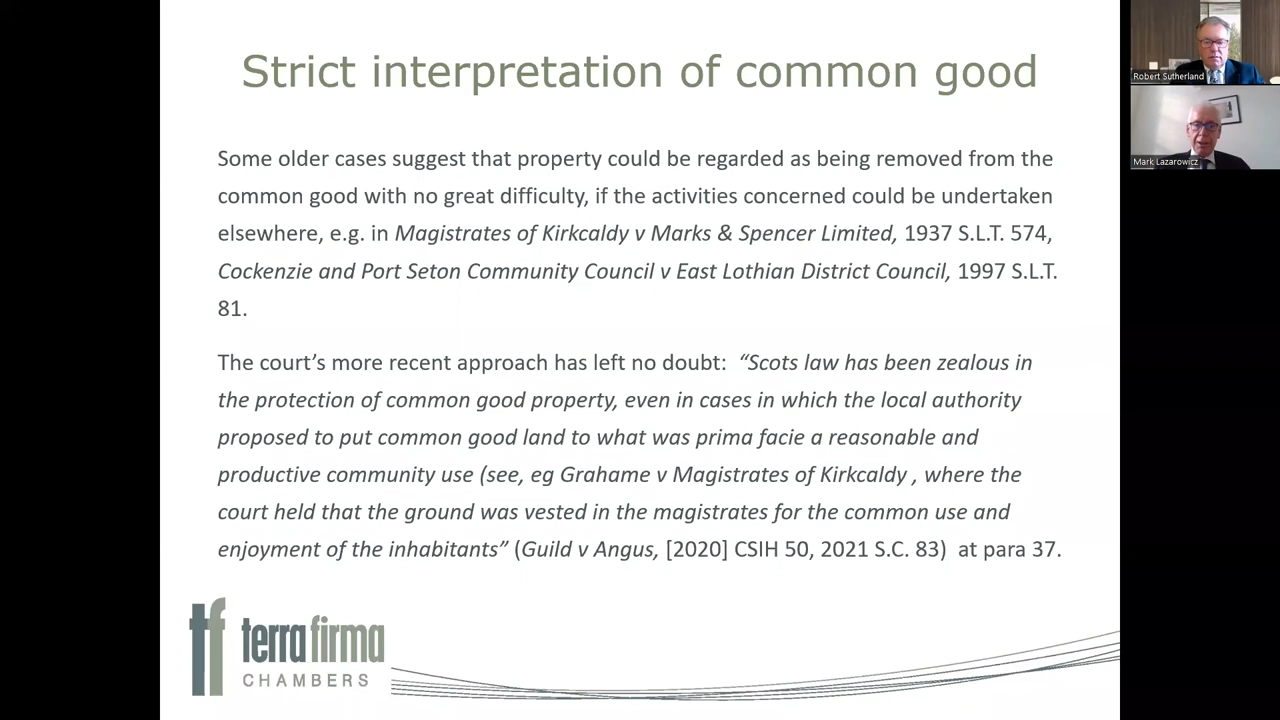 Strict interpretation of common good
Some older cases suggest that property could be regarded as being removed from the
common good with no great difficulty, if the activities concerned could be undertaken
elsewhere, e.g. in Magistrates of Kirkcaldy v Marks & Spencer Limited, 1937 S.L.T. 574,
Cockenzie and Port Seton Community Council v East Lothian District Council, 1997 S.L.T.
81.
The court’s more recent approach has left no doubt:  “Scots law has been zealous in
the protection of common good property, even in cases in which the local authority
proposed to put common good land to what was prima facie a reasonable and
productive community use (see, eg Grahame v Magistrates of Kirkcaldy , where the
court held that the ground was vested in the magistrates for the common use and
enjoyment of the inhabitants” (Guild v Angus, [2020] CSIH 50, 2021 S.C. 83)  at para 37.
tf terra firma
CHAMBERS
Robert Sutherland
Mark Lazarowicz